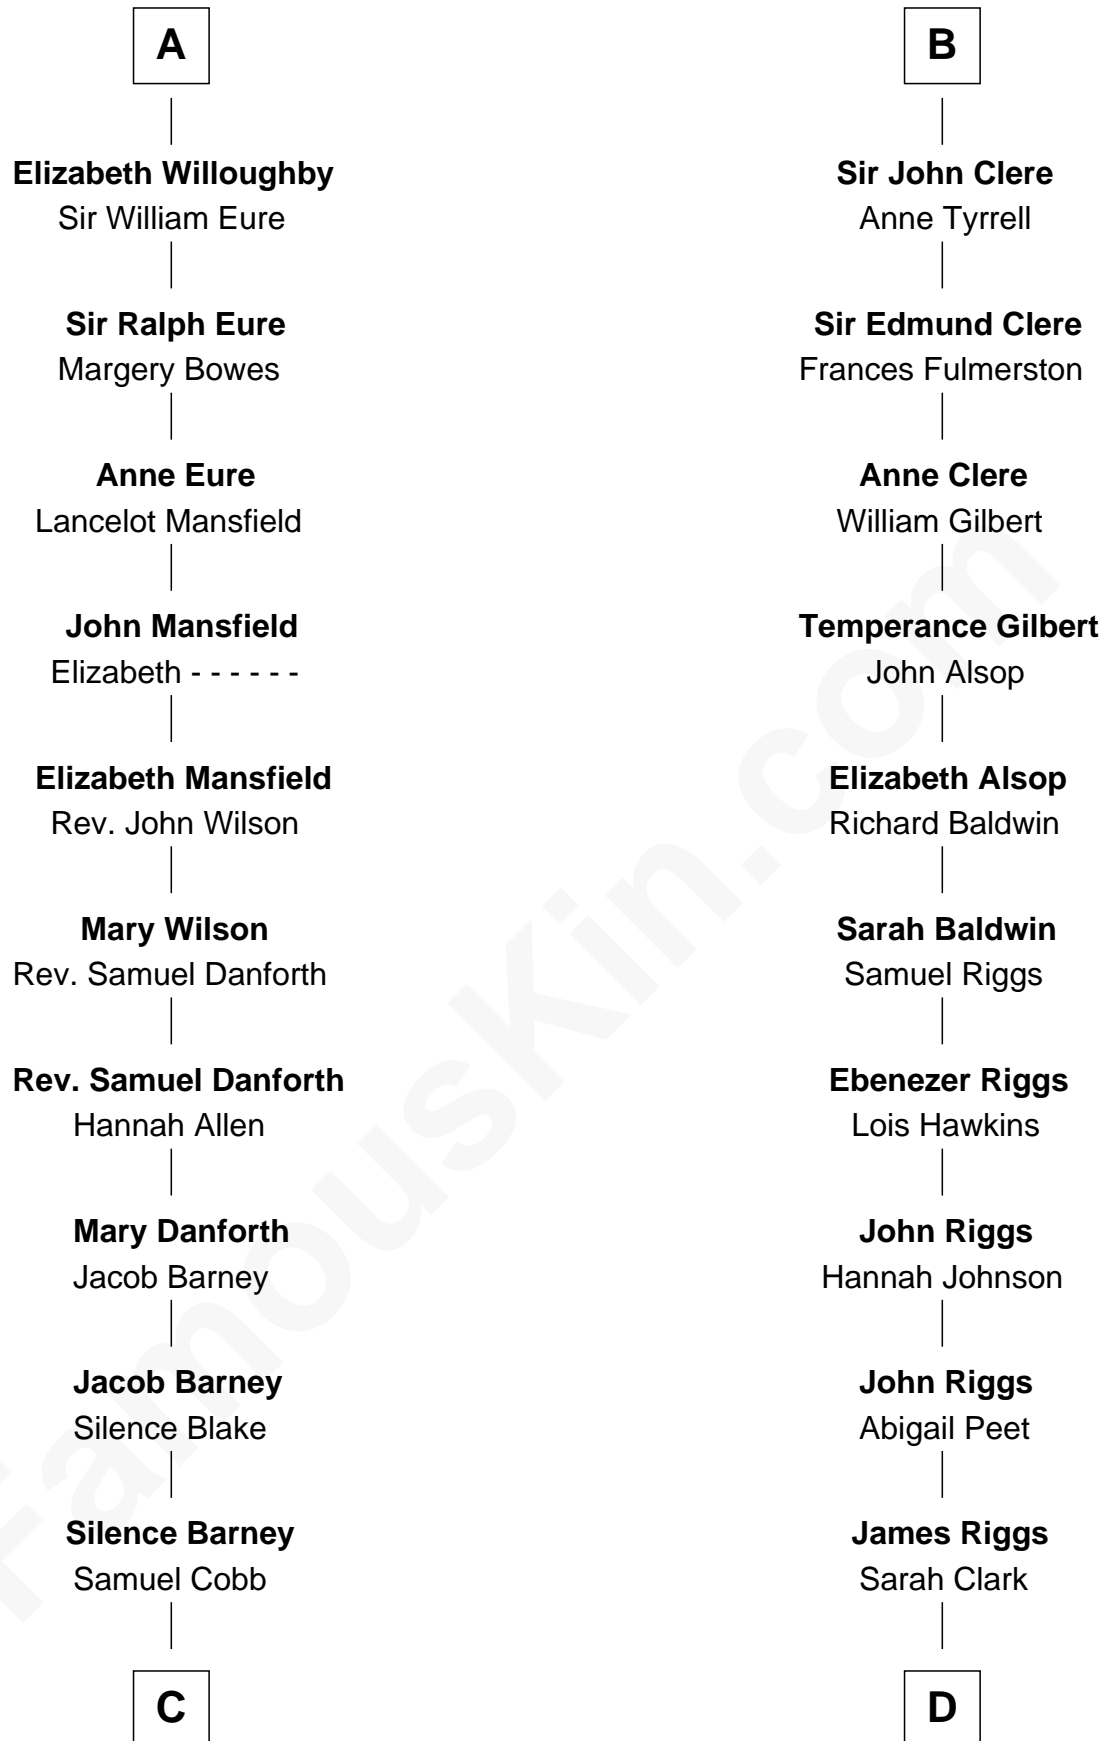 A
Elizabeth Willoughby
Sir William Eure
Sir Ralph Eure
Margery Bowes
Anne Eure
Lancelot Mansfield
John Mansfield
Elizabeth - - - - - -
Elizabeth Mansfield
Rev. John Wilson
Mary Wilson
Rev. Samuel Danforth
Rev. Samuel Danforth
Hannah Allen
Mary Danforth
Jacob Barney
Jacob Barney
Silence Blake
Silence Barney
Samuel Cobb
C
B
Sir John Clere
Anne Tyrrell
Sir Edmund Clere
Frances Fulmerston
Anne Clere
William Gilbert
Temperance Gilbert
John Alsop
Elizabeth Alsop
Richard Baldwin
Sarah Baldwin
Samuel Riggs
Ebenezer Riggs
Lois Hawkins
John Riggs
Hannah Johnson
John Riggs
Abigail Peet
James Riggs
Sarah Clark
D
FamousKin.com